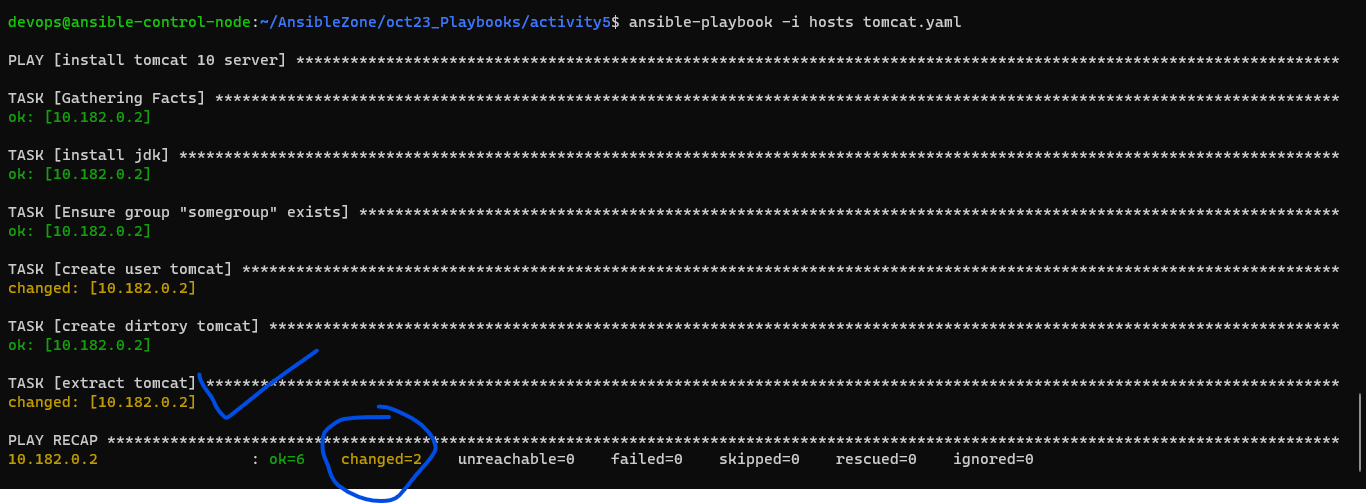 devops@ansible-control-node:~/AnsibleZone/oct23_Playbooks/activity5$ ansible-playbook -i hosts tomcat.yaml
PLAY [install tomcat 10 server] ********************************************************************************************************************
TASK [Gathering Facts] *****************************************************************************************************************************
ok: [10.182.0.2]
TASK [install jdk] *********************************************************************************************************************************
ok: [10.182.0.2]
TASK [Ensure group "somegroup" exists] *************************************************************************************************************
ok: [10.182.0.2]
TASK [create user tomcat] **************************************************************************************************************************
changed: [10.182.0.2]
TASK [create dirtory tomcat] ***********************************************************************************************************************
ok: [10.182.0.2]
TASK [extract tomcat] ******************************************************************************************************************************
changed: [10.182.0.2]
PLAY RECAP *****************************************************************************************************************************************
10.182.0.2                 : ok=6    changed=2    unreachable=0    failed=0    skipped=0    rescued=0    ignored=0